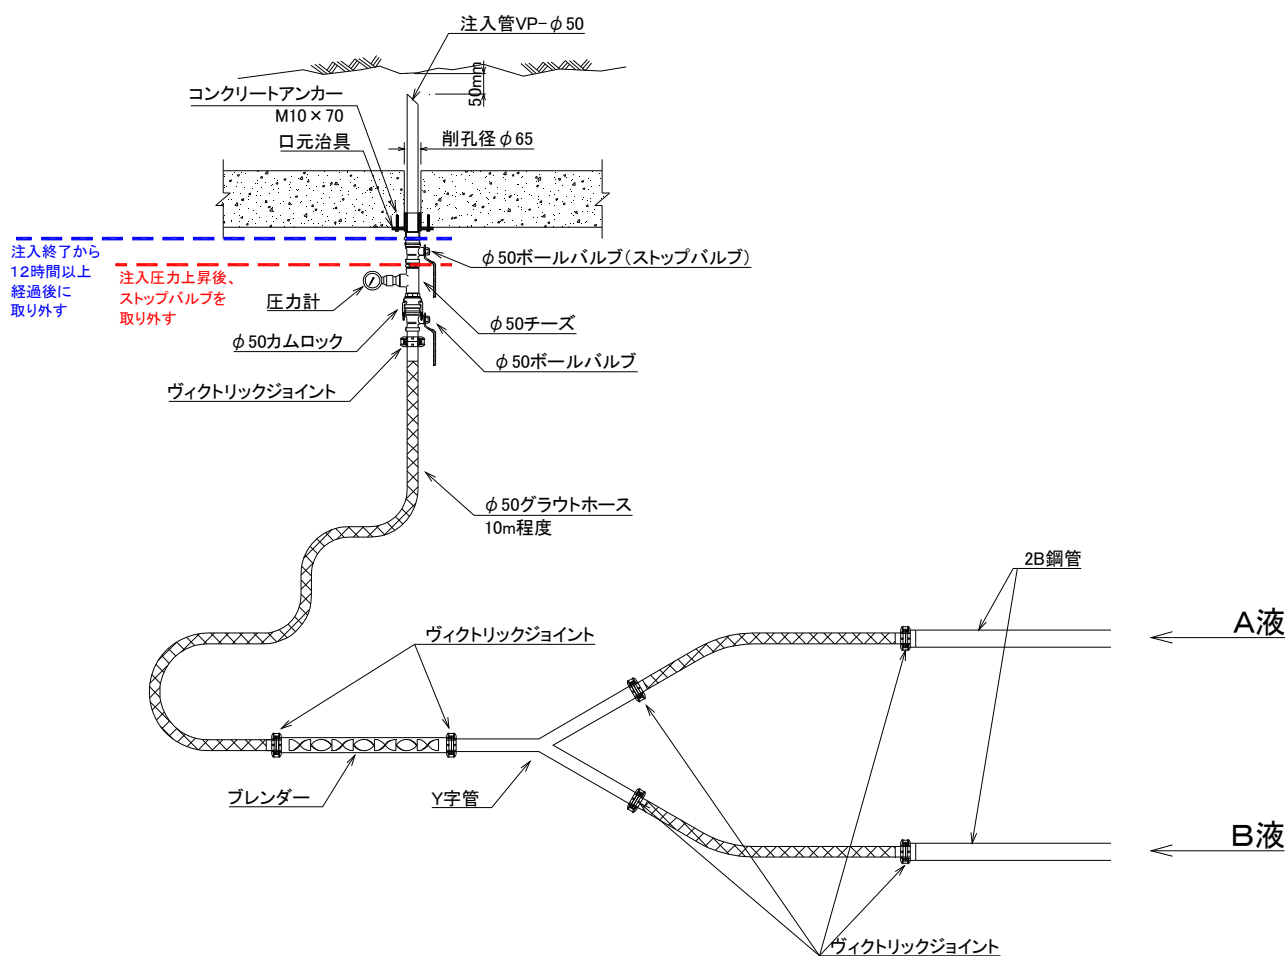 注入管VP-φ50
50mm
コンクリートアンカー
M10×70
口元治具
削孔径φ65
注入終了から
12時間以上
経過後に
取り外す
注入圧力上昇後、
ストップバルブを
取り外す
φ50ボールバルブ(ストップバルブ)
圧力計
φ50チーズ
φ50カムロック
φ50ボールバルブ
ヴィクトリックジョイント
φ50グラウトホース
10m程度
2B鋼管
A液
ヴィクトリックジョイント
ブレンダー
Y字管
B液
ヴィクトリックジョイント